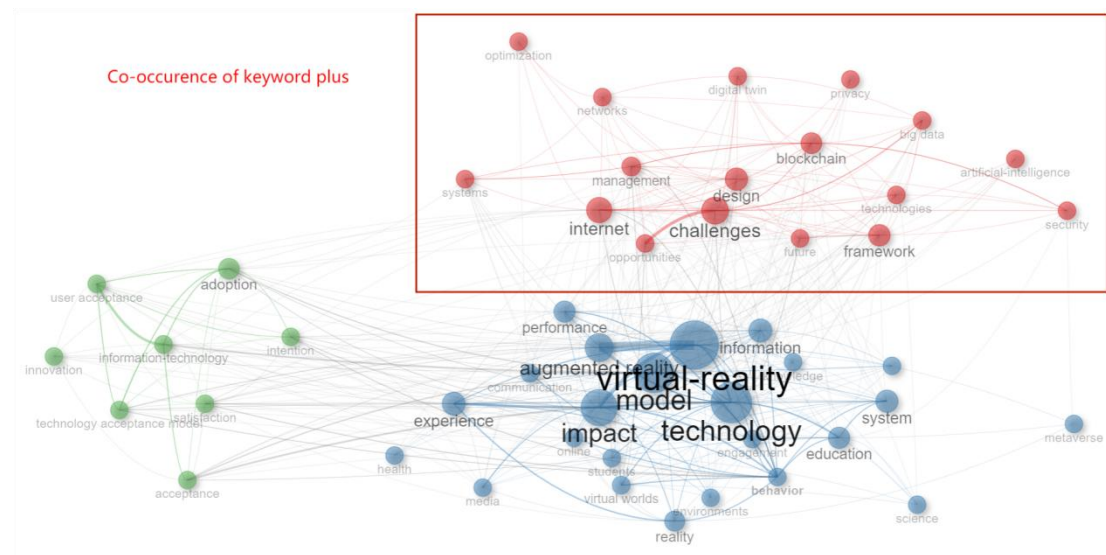 Co-occurence of keyword plus
optimization
digital twin
privacy
networks
big data
blockchain
artificial-intelligence
management
systems
design
technologies
internet
challenges
security
opportunities
future
framework
adoption
user acceptance
intention
information-technology
innovation
satisfaction
technology acceptance model
acceptance
performance
information
augmented reality
virtual-reality
communication
model
experience
system
impact
technology
metaverse
online
engagement
education
health
students
behavior
media
virtual worlds
environments
science
reality